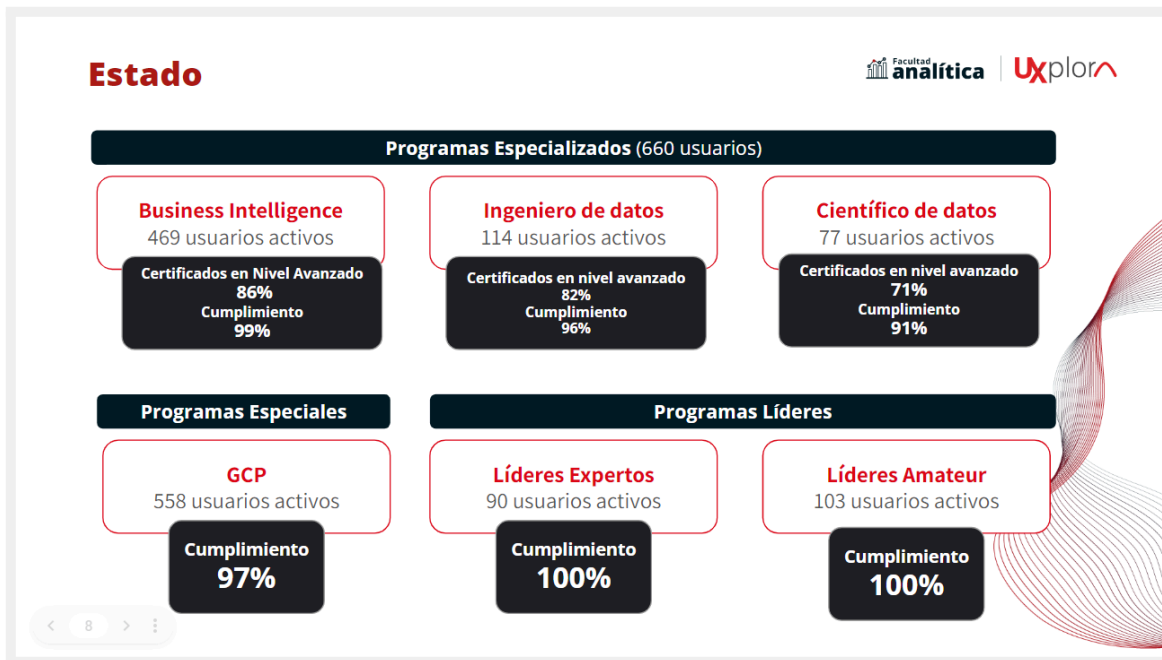 Estado
Facultad
analítica
UXplora
Programas Especializados (660 usuarios)
Business Intelligence
469 usuarios activos
Certificados en Nivel Avanzado
86%
Cumplimiento
99%
Ingeniero de datos
114 usuarios activos
Certificados en nivel avanzado
82%
Cumplimiento
96%
Científico de datos
77 usuarios activos
Certificados en nivel avanzado
71%
Cumplimiento
91%
Programas Especiales
GCP
558 usuarios activos
Cumplimiento
97%
Programas Líderes
Líderes Expertos
90 usuarios activos
Cumplimiento
100%
Líderes Amateur
103 usuarios activos
Cumplimiento
100%
8